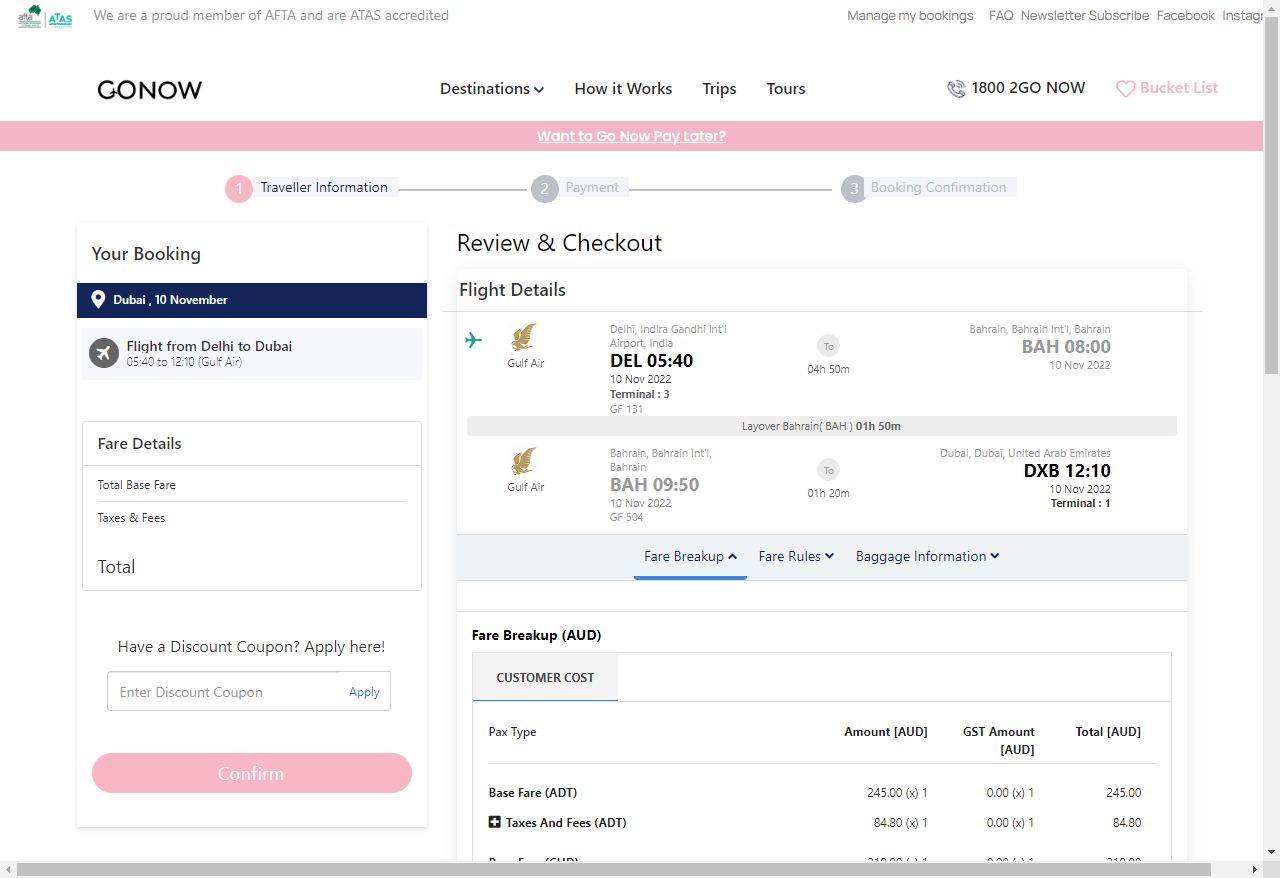 afta ATAS We are a proud member of AFTA and are ATAS accredited
Manage my bookings FAQ Newsletter Subscribe Facebook
GONOW
Destinations How it Works Trips Tours
1800 2GO NOW Bucket List
Want to Go Now Pay Later?
1 Traveller Information 2 Payment 3 Booking Confirmation
Your Booking
Dubai , 10 November
Flight from Delhi to Dubai
05:40 to 12:10 (Gulf Air)
Fare Details
Total Base Fare
Taxes & Fees
Total
Have a Discount Coupon? Apply here!
Enter Discount Coupon Apply
Confirm
Review & Checkout
Flight Details
Gulf Air
Delhi, Indira Gandhi Int'l
Airport, India
DEL 05:40
10 Nov 2022
Terminal : 3
GF 131
To
04h 50m
Bahrain, Bahrain Int'l, Bahrain
BAH 08:00
10 Nov 2022
Layover Bahrain( BAH ) 01h 50m
Gulf Air
Bahrain, Bahrain Int'l,
Bahrain
BAH 09:50
10 Nov 2022
GF 504
To
01h 20m
Dubai, Dubai, United Arab Emirates
DXB 12:10
10 Nov 2022
Terminal : 1
Fare Breakup Fare Rules Baggage Information
Fare Breakup (AUD)
CUSTOMER COST
Pax Type Amount [AUD] GST Amount [AUD] Total [AUD]
Base Fare (ADT) 245.00 (x) 1 0.00 (x) 1 245.00
Taxes And Fees (ADT) 84.80 (x) 1 0.00 (x) 1 84.80